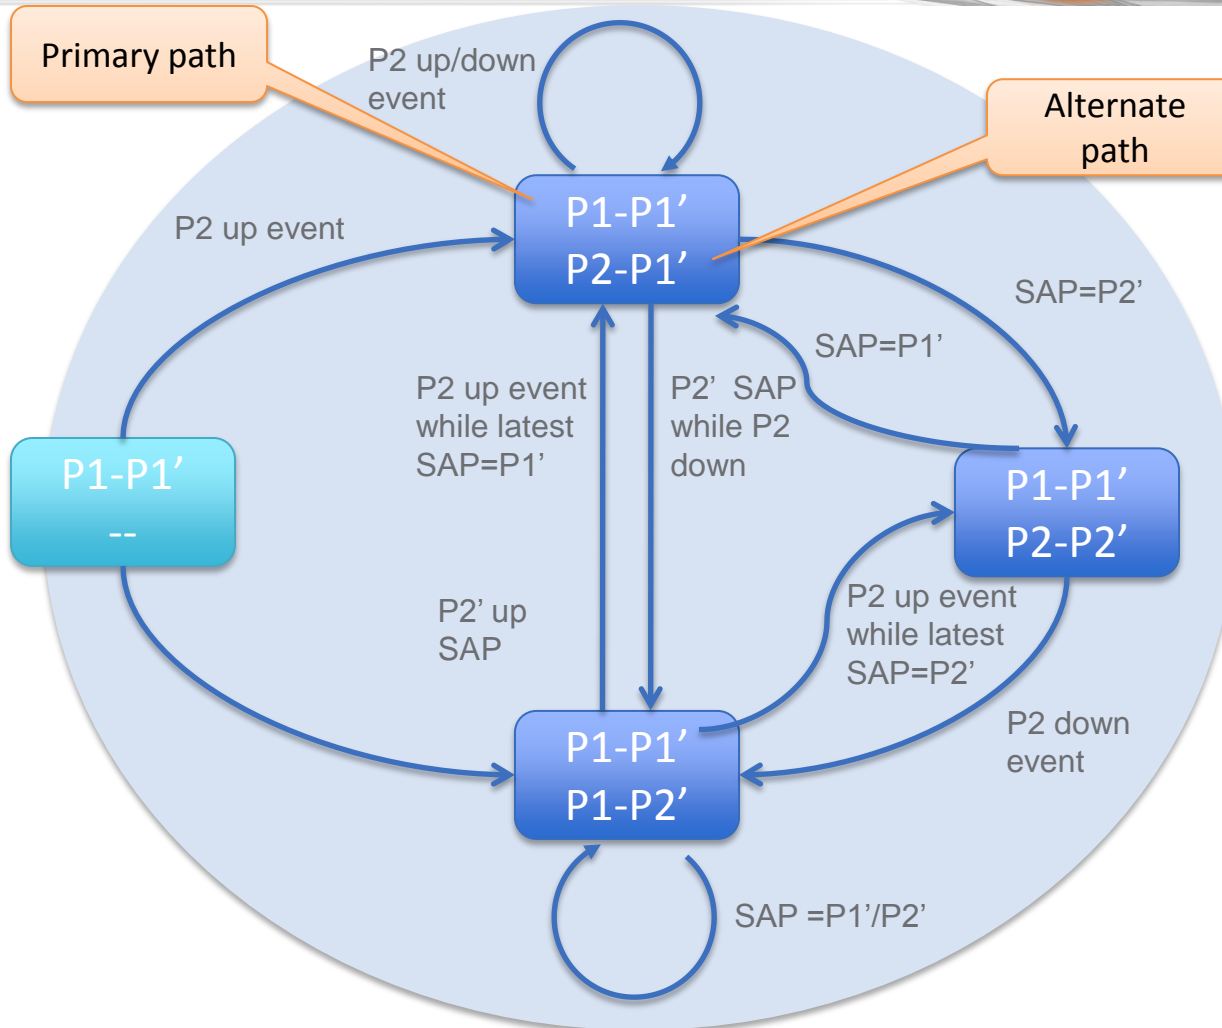 Primary path
P2 up/down
event
Alternate
path
P1-P1’
P2-P1’
P2 up event
SAP=P2’
SAP=P1’
P2 up event
while latest
SAP=P1’
P2’  SAP
while P2
down
P1-P1’
--
P1-P1’
P2-P2’
P2’ up
SAP
P2 up event
while latest
SAP=P2’
P2 down
event
P1-P1’
P1-P2’
SAP =P1’/P2’